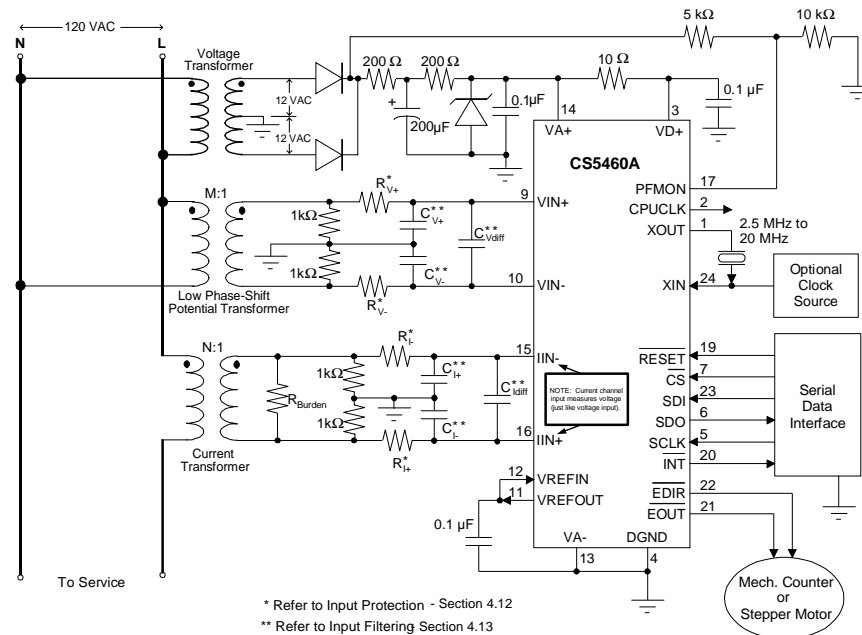 120 VAC
N
L
Voltage
Transformer
12 VAC
12 VAC
200 Ω
200 Ω
200µF
+
0.1µF
5 kΩ
10 kΩ
10 Ω
0.1 µF
14
VA+
3
VD+
CS5460A
PFMON
17
CPUCLK
2
XOUT
1
2.5 MHz to
20 MHz
XIN
24
Optional
Clock
Source
M:1
1kΩ
1kΩ
R*V+
R*V-
C**V+
C**V-
C**Vdiff
9
VIN+
10
VIN-
Low Phase-Shift
Potential Transformer
N:1
RBurden
1kΩ
1kΩ
R*I-
R*I+
C**I+
C**I-
C**Idiff
15
IIN-
16
IIN+
NOTE: Current channel
input measures voltage
(just like voltage input).
Current
Transformer
RESET
19
CS
7
SDI
23
SDO
6
SCLK
5
INT
20
Serial
Data
Interface
12
VREFIN
11
VREFOUT
0.1 µF
EDIR
22
EOUT
21
VA-
13
DGND
4
Mech. Counter
or
Stepper Motor
To Service
* Refer to Input Protection - Section 4.12
** Refer to Input Filtering - Section 4.13